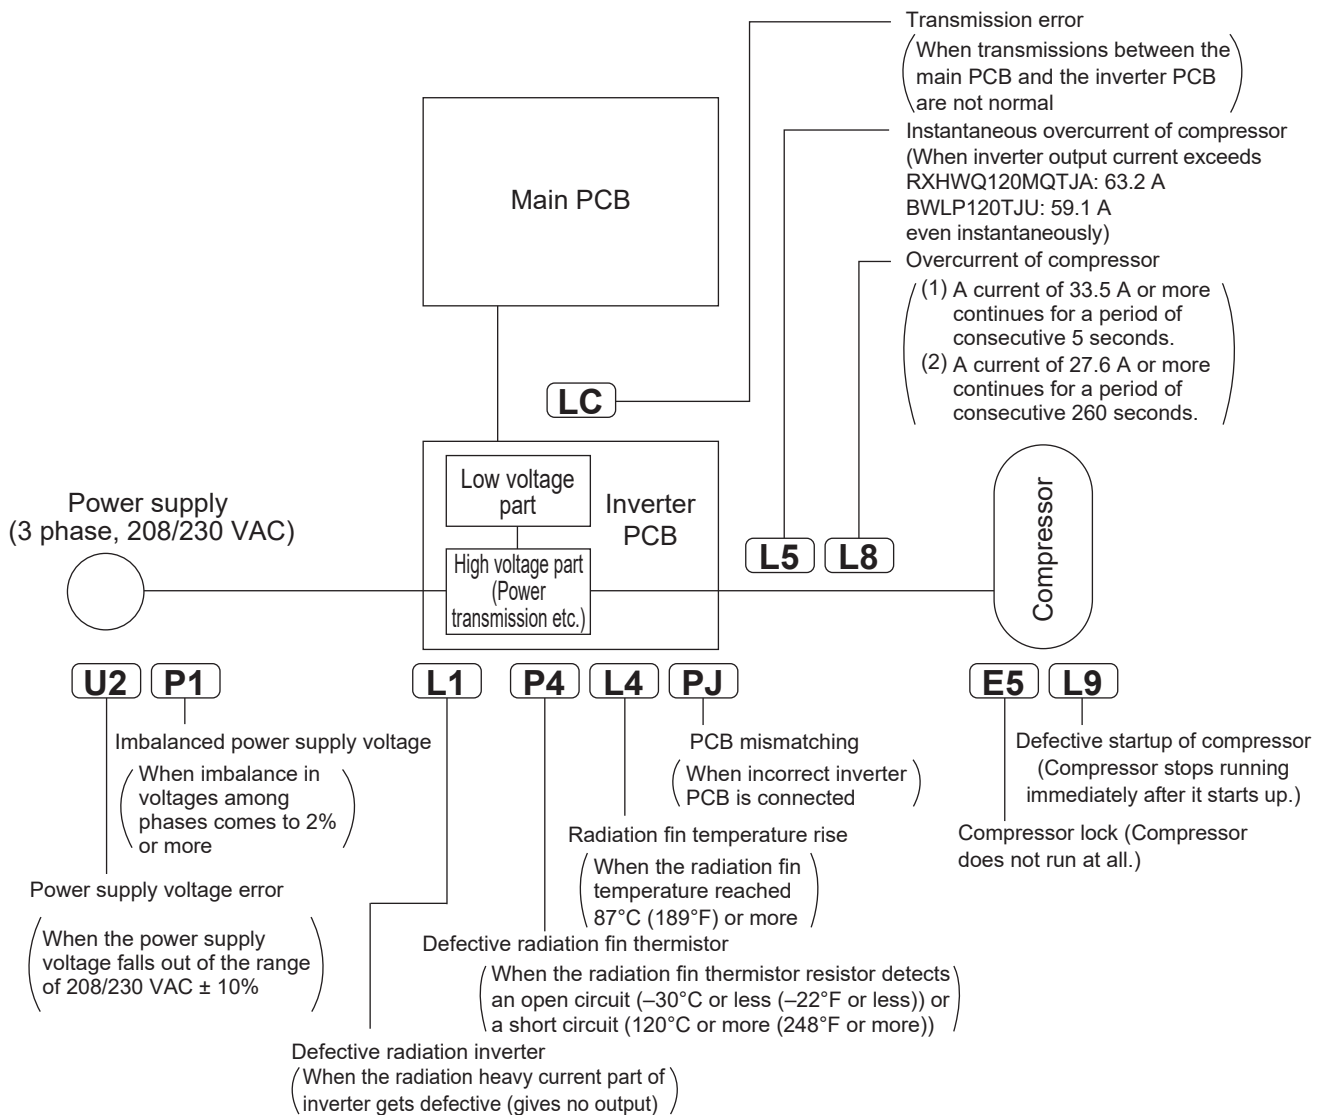 Transmission error
When transmissions between the
main PCB and the inverter PCB
are not normal
Instantaneous overcurrent of compressor
(When inverter output current exceeds
RXHWQ120MQTJA: 63.2 A
BWLP120TJU: 59.1 A
even instantaneously)
Overcurrent of compressor
(1) A current of 33.5 A or more
continues for a period of
consecutive 5 seconds.
(2) A current of 27.6 A or more
continues for a period of
consecutive 260 seconds.
Main PCB
LC
Power supply
(3 phase, 208/230 VAC)
Low voltage
part
Inverter
PCB
High voltage part
(Power
transmission etc.)
L5 L8
Compressor
U2 P1 L1 P4 L4 PJ E5 L9
Imbalanced power supply voltage
When imbalance in
voltages among
phases comes to 2%
or more
Power supply voltage error
When the power supply
voltage falls out of the range
of 208/230 VAC ± 10%
PCB mismatching
When incorrect inverter
PCB is connected
Radiation fin temperature rise
When the radiation fin
temperature reached
87°C (189°F) or more
Defective radiation fin thermistor
When the radiation fin thermistor resistor detects
an open circuit (–30°C or less (–22°F or less)) or
a short circuit (120°C or more (248°F or more))
Defective radiation inverter
When the radiation heavy current part of
inverter gets defective (gives no output)
Defective startup of compressor
(Compressor stops running
immediately after it starts up.)
Compressor lock (Compressor
does not run at all.)